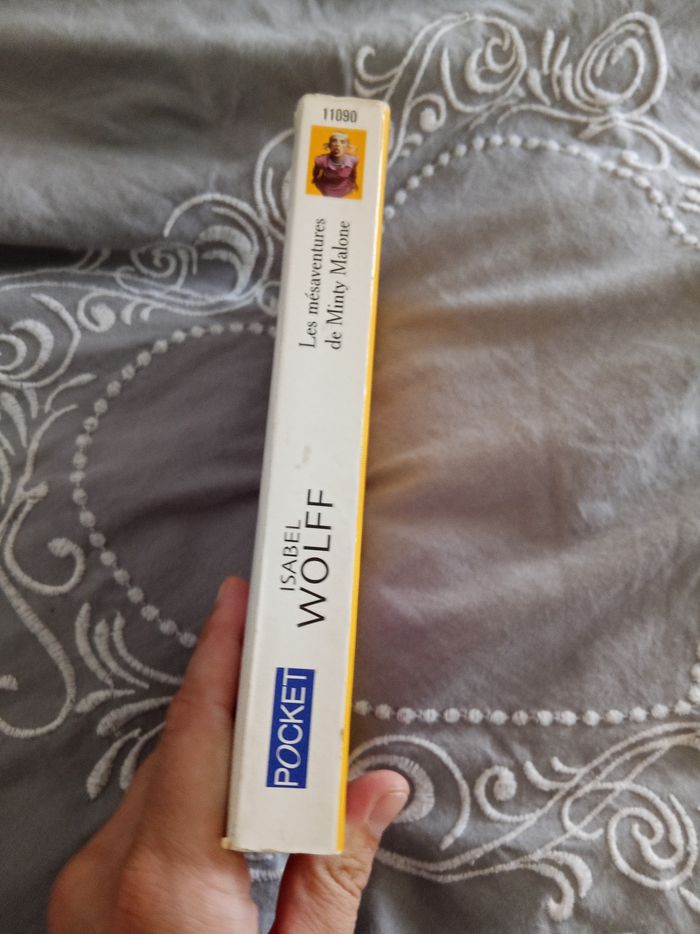 11090
Les mésaventures
de Minty Malone
ISABEL
WOLFF
POCKET